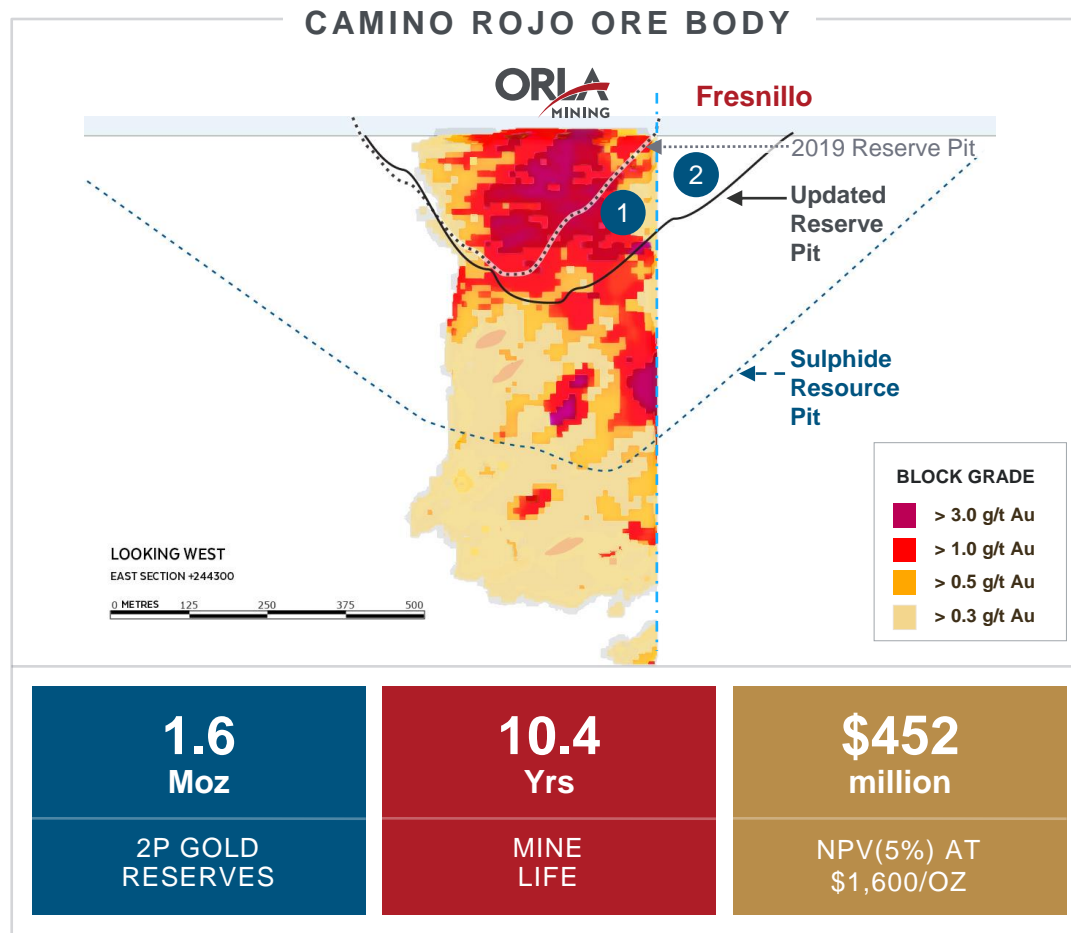 CAMINO ROJO ORE BODY
ORLA
MINING
Fresnillo
2019 Reserve Pit
2
1
Updated
Reserve
Pit
Sulphide
Resource
Pit
BLOCK GRADE
> 3.0 g/t Au
> 1.0 g/t Au
> 0.5 g/t Au
> 0.3 g/t Au
LOOKING WEST
EAST SECTION +244300
0 METRES 125 250 375 500
1.6
Moz
2P GOLD
RESERVES
10.4
Yrs
MINE
LIFE
$452
million
NPV(5%) AT
$1,600/OZ